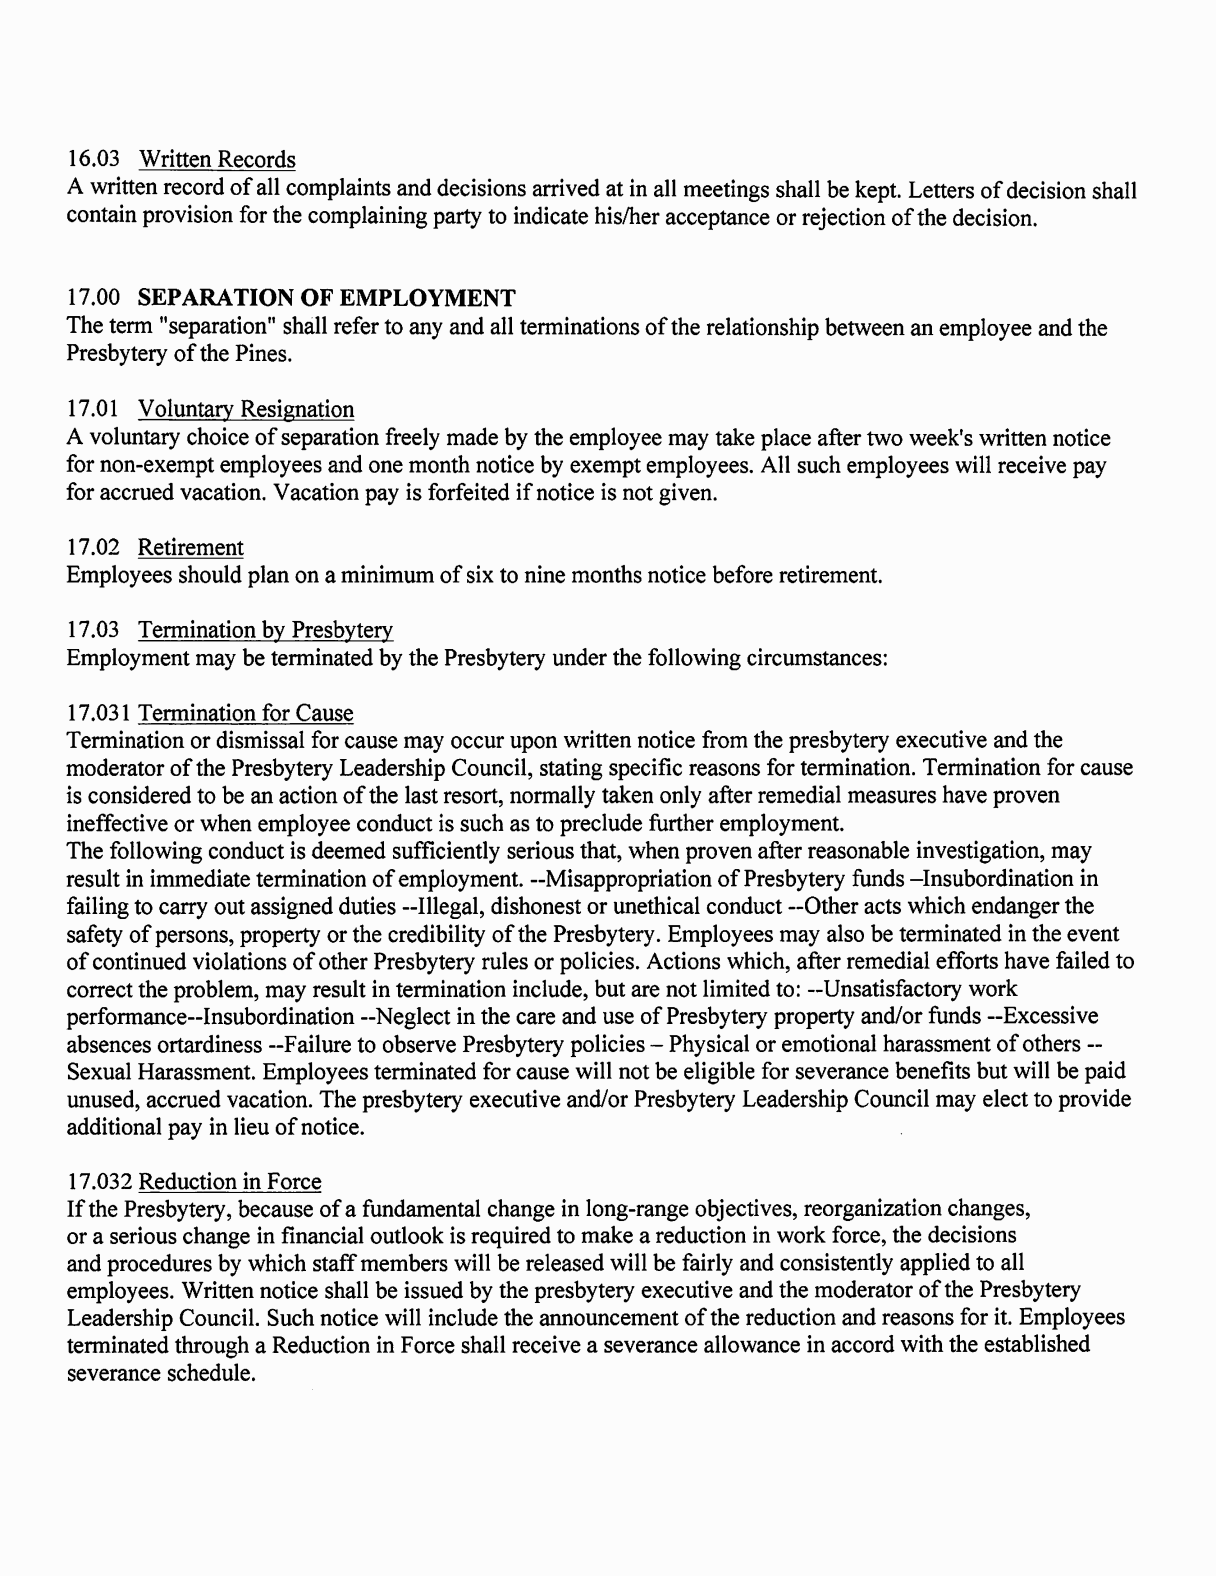 16.03 Written Records
A written record of all complaints and decisions arrived at in all meetings shall be kept. Letters of decision shall
contain provision for the complaining party to indicate his/her acceptance or rejection of the decision.
17.00 SEPARATION OF EMPLOYMENT
The term "separation" shall refer to any and all terminations of the relationship between an employee and the
Presbytery of the Pines.
17.01 Voluntary Resignation
A voluntary choice of separation freely made by the employee may take place after two week's written notice
for non-exempt employees and one month notice by exempt employees. All such employees will receive pay
for accrued vacation. Vacation pay is forfeited if notice is not given.
17.02 Retirement
Employees should plan on a minimum of six to nine months notice before retirement.
17.03 Termination by Presbytery
Employment may be terminated by the Presbytery under the following circumstances:
17.031 Termination for Cause
Termination or dismissal for cause may occur upon written notice from the presbytery executive and the
moderator of the Presbytery Leadership Council, stating specific reasons for termination. Termination for cause
is considered to be an action of the last resort, normally taken only after remedial measures have proven
ineffective or when employee conduct is such as to preclude further employment.
The following conduct is deemed sufficiently serious that, when proven after reasonable investigation, may
result in immediate termination of employment. --Misappropriation of Presbytery funds –Insubordination in
failing to carry out assigned duties --Illegal, dishonest or unethical conduct --Other acts which endanger the
safety of persons, property or the credibility of the Presbytery. Employees may also be terminated in the event
of continued violations of other Presbytery rules or policies. Actions which, after remedial efforts have failed to
correct the problem, may result in termination include, but are not limited to: --Unsatisfactory work
performance--Insubordination --Neglect in the care and use of Presbytery property and/or funds --Excessive
absences ortardiness --Failure to observe Presbytery policies – Physical or emotional harassment of others --
Sexual Harassment. Employees terminated for cause will not be eligible for severance benefits but will be paid
unused, accrued vacation. The presbytery executive and/or Presbytery Leadership Council may elect to provide
additional pay in lieu of notice.
17.032 Reduction in Force
If the Presbytery, because of a fundamental change in long-range objectives, reorganization changes,
or a serious change in financial outlook is required to make a reduction in work force, the decisions
and procedures by which staff members will be released will be fairly and consistently applied to all
employees. Written notice shall be issued by the presbytery executive and the moderator of the Presbytery
Leadership Council. Such notice will include the announcement of the reduction and reasons for it. Employees
terminated through a Reduction in Force shall receive a severance allowance in accord with the established
severance schedule.